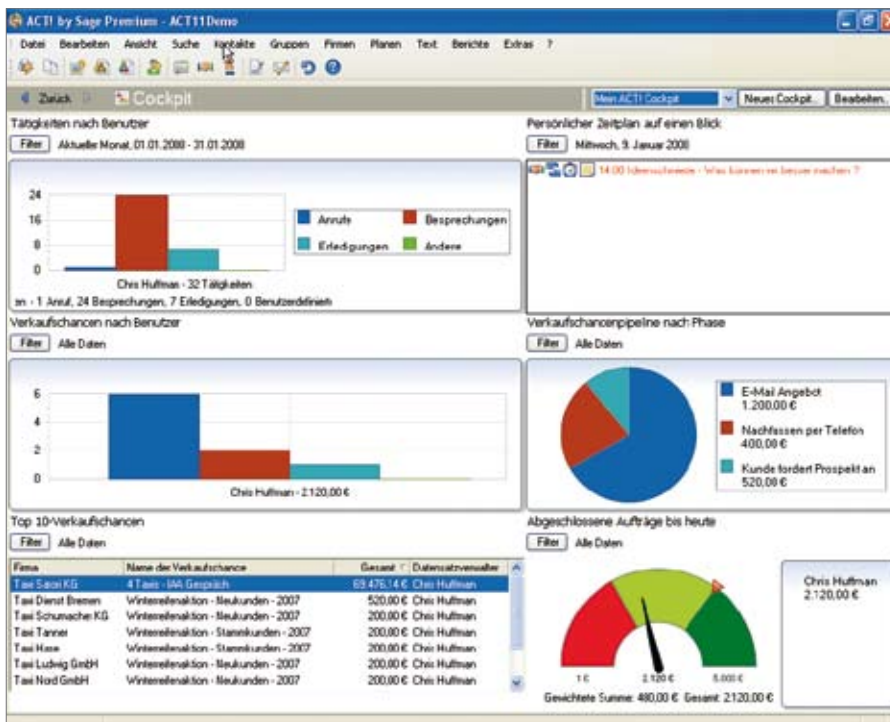 ACT! by Sage Premium - ACT11Demo
Datei Bearbeiten Ansicht Suche Kontakte Gruppen Firmen Planen Text Berichte Extras ?
Zurück Cockpit Mein ACT! Cockpit Neues Cockpit... Bearbeiten...
Tätigkeiten nach Benutzer
Filter Aktueller Monat, 01.01.2008 - 31.01.2008
24
16
8
0
Anrufe Besprechungen
Erledigungen Andere
Chris Huffman - 32 Tätigkeiten
en - 1 Anruf, 24 Besprechungen, 7 Erledigungen, 0 Benutzerdefiniert
Persönlicher Zeitplan auf einen Blick
Filter Mittwoch, 9. Januar 2008
14:00 Ideenschmiede - Was können wir besser machen ?
Verkaufschancen nach Benutzer
Filter Alle Daten
6
4
2
0
Chris Huffman - 2.120,00 €
Verkaufschancenpipeline nach Phase
Filter Alle Daten
E-Mail Angebot
1.200,00 €
Nachfassen per Telefon
400,00 €
Kunde fordert Prospekt an
520,00 €
Top 10-Verkaufschancen
Filter Alle Daten
Firma Name der Verkaufschance Gesamt Datensatzverwalter
Taxi Satori KG 4 Taxis - IAA Gespräch 69.476,14 € Chris Huffman
Taxi Dienst Bremen Winterreifenaktion - Neukunden - 2007 520,00 € Chris Huffman
Taxi Schumacher KG Winterreifenaktion - Neukunden - 2007 200,00 € Chris Huffman
Taxi Tanner Winterreifenaktion - Stammkunden - 2007 200,00 € Chris Huffman
Taxi Hase Winterreifenaktion - Stammkunden - 2007 200,00 € Chris Huffman
Taxi Ludwig GmbH Winterreifenaktion - Neukunden - 2007 200,00 € Chris Huffman
Taxi Nord GmbH Winterreifenaktion - Neukunden - 2007 200,00 € Chris Huffman
Abgeschlossene Aufträge bis heute
Filter Alle Daten
1 € 2.120 € 5.000 €
Gewichtete Summe: 480,00 € Gesamt: 2.120,00 €
Chris Huffman
2.120,00 €